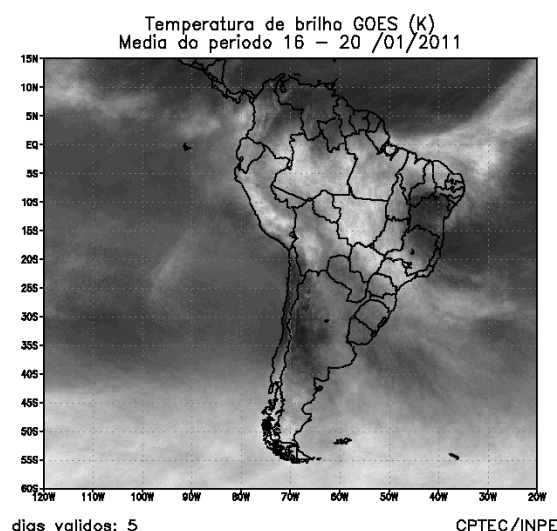 Temperatura de brilho GOES (K)
Media do periodo 16 – 20 /01/2011
15N
10N
5N
EQ
5S
10S
15S
20S
25S
30S
35S
40S
45S
50S
55S
60S
120W 110W 100W 90W 80W 70W 60W 50W 40W 30W 20W
dias validos: 5 CPTEC/INPE